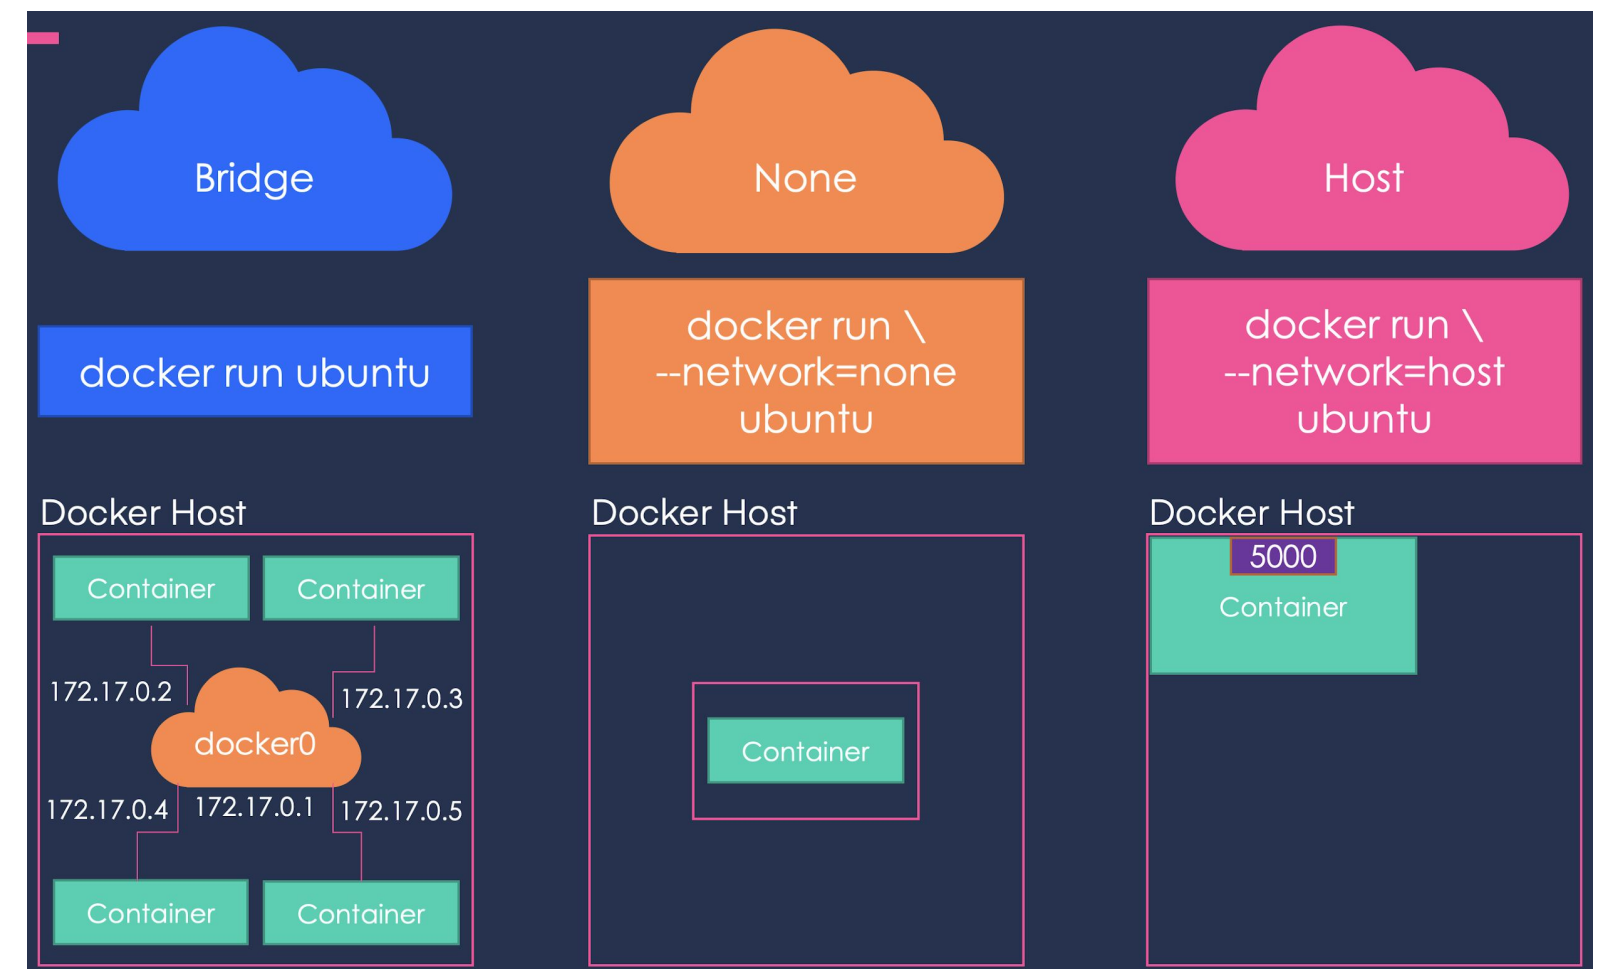 Bridge
docker run ubuntu
Docker Host
Container
Container
172.17.0.2
172.17.0.3
docker0
172.17.0.4
172.17.0.1
172.17.0.5
Container
Container
None
docker run \
--network=none
ubuntu
Docker Host
Container
Host
docker run \
--network=host
ubuntu
Docker Host
5000
Container